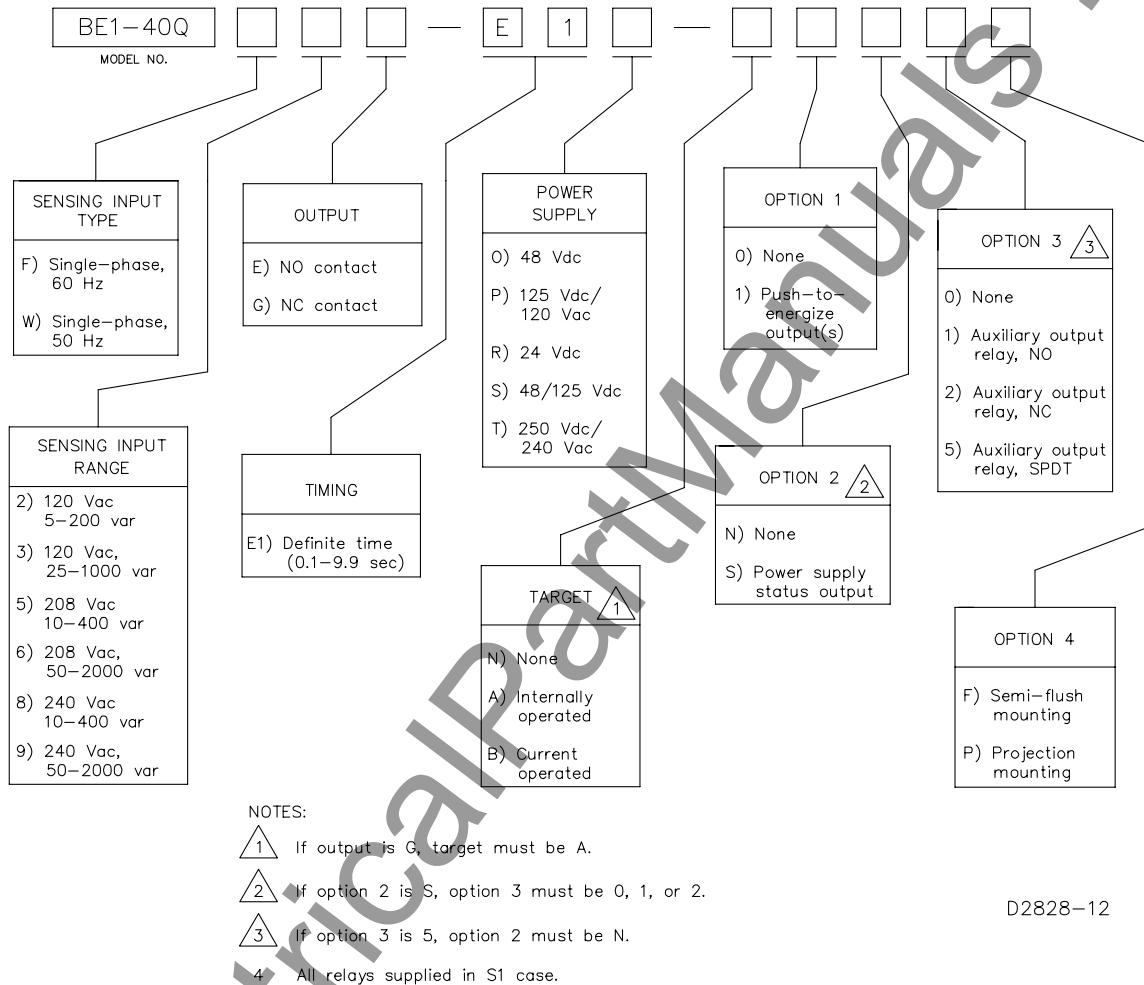 BE1-40Q — E 1 —
MODEL NO.
SENSING INPUT
TYPE
F) Single-phase,
60 Hz
W) Single-phase,
50 Hz
SENSING INPUT
RANGE
2) 120 Vac
5-200 var
3) 120 Vac,
25-1000 var
5) 208 Vac
10-400 var
6) 208 Vac,
50-2000 var
8) 240 Vac
10-400 var
9) 240 Vac,
50-2000 var
OUTPUT
E) NO contact
G) NC contact
TIMING
E1) Definite time
(0.1-9.9 sec)
POWER
SUPPLY
O) 48 Vdc
P) 125 Vdc/
120 Vac
R) 24 Vdc
S) 48/125 Vdc
T) 250 Vdc/
240 Vac
TARGET 1
N) None
A) Internally
operated
B) Current
operated
OPTION 1
0) None
1) Push-to-
energize
output(s)
OPTION 2 2
N) None
S) Power supply
status output
OPTION 3 3
0) None
1) Auxiliary output
relay, NO
2) Auxiliary output
relay, NC
5) Auxiliary output
relay, SPDT
OPTION 4
F) Semi-flush
mounting
P) Projection
mounting
NOTES:
1 If output is G, target must be A.
2 If option 2 is S, option 3 must be 0, 1, or 2.
3 If option 3 is 5, option 2 must be N.
4 All relays supplied in S1 case.
D2828-12
tricalPartManuals